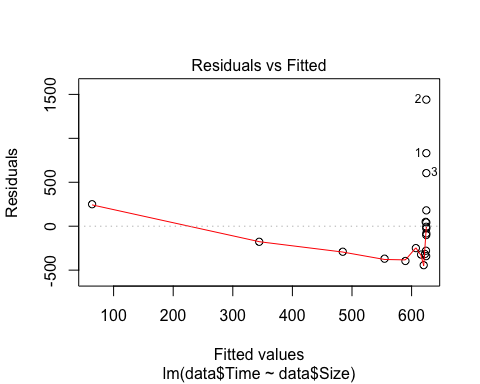 Residuals vs Fitted
Residuals
1500
500
0
-500
2
1
3
100 200 300 400 500 600
Fitted values
lm(data$Time ~ data$Size)